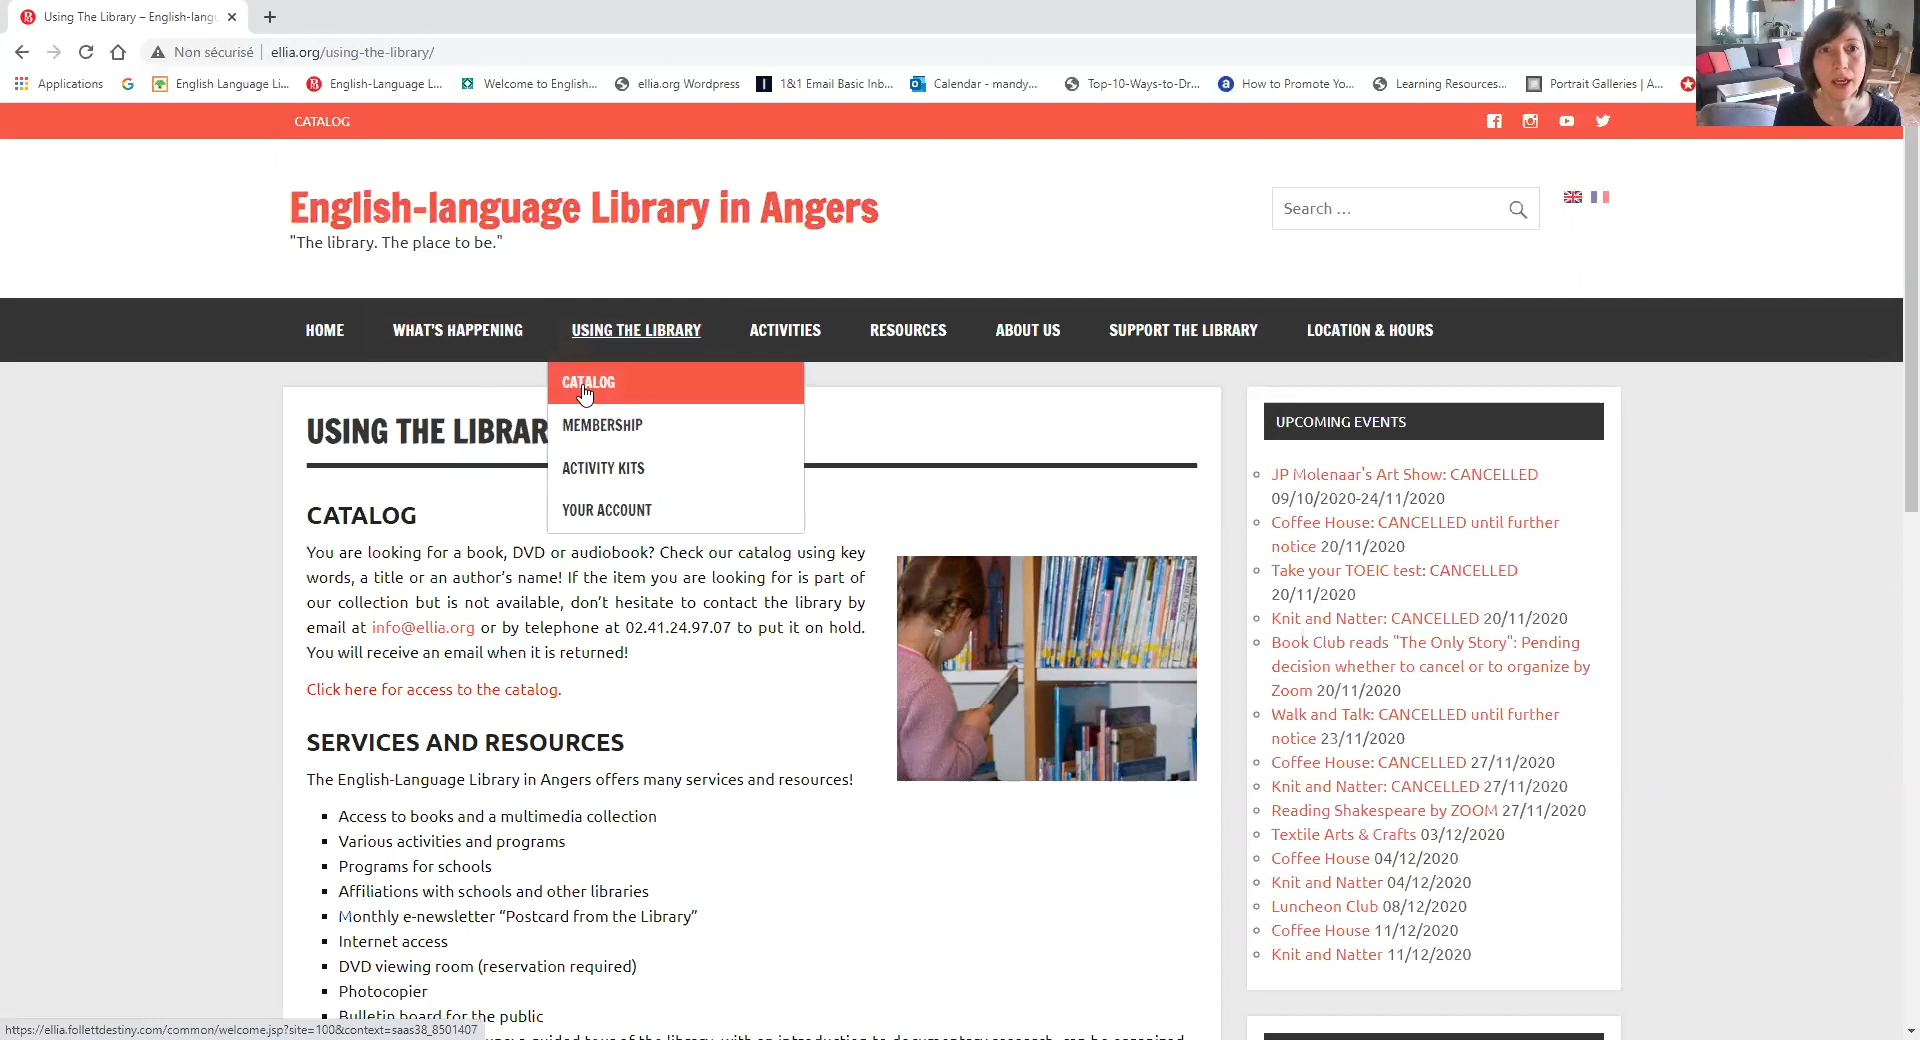 Using The Library – English-lang
Non sécurisé
ellia.org/using-the-library/
Applications
English Language Li...
English-Language L...
Welcome to English...
ellia.org Wordpress
1&1 Email Basic Inb...
Calendar - mandy...
Top-10-Ways-to-Dr...
How to Promote Yo...
Learning Resources...
Portrait Galleries | A...
CATALOG
English-language Library in Angers
"The library. The place to be."
Search ...
HOME
WHAT'S HAPPENING
USING THE LIBRARY
ACTIVITIES
RESOURCES
ABOUT US
SUPPORT THE LIBRARY
LOCATION & HOURS
CATALOG
MEMBERSHIP
ACTIVITY KITS
YOUR ACCOUNT
USING THE LIBRAR
CATALOG
You are looking for a book, DVD or audiobook? Check our catalog using key
words, a title or an author's name! If the item you are looking for is part of
our collection but is not available, don't hesitate to contact the library by
email at info@ellia.org or by telephone at 02.41.24.97.07 to put it on hold.
You will receive an email when it is returned!
Click here for access to the catalog.
SERVICES AND RESOURCES
The English-Language Library in Angers offers many services and resources!
Access to books and a multimedia collection
Various activities and programs
Programs for schools
Affiliations with schools and other libraries
Monthly e-newsletter “Postcard from the Library”
Internet access
DVD viewing room (reservation required)
Photocopier
Bulletin board for the public
a guided tour of the library, with an introduction to documentary research, can be organized
UPCOMING EVENTS
JP Molenaar's Art Show: CANCELLED
09/10/2020-24/11/2020
Coffee House: CANCELLED until further
notice 20/11/2020
Take your TOEIC test: CANCELLED
20/11/2020
Knit and Natter: CANCELLED 20/11/2020
Book Club reads "The Only Story": Pending
decision whether to cancel or to organize by
Zoom 20/11/2020
Walk and Talk: CANCELLED until further
notice 23/11/2020
Coffee House: CANCELLED 27/11/2020
Knit and Natter: CANCELLED 27/11/2020
Reading Shakespeare by ZOOM 27/11/2020
Textile Arts & Crafts 03/12/2020
Coffee House 04/12/2020
Knit and Natter 04/12/2020
Luncheon Club 08/12/2020
Coffee House 11/12/2020
Knit and Natter 11/12/2020
https://ellia.follettdestiny.com/common/welcome.jsp?site=100&context=saas38_8501407